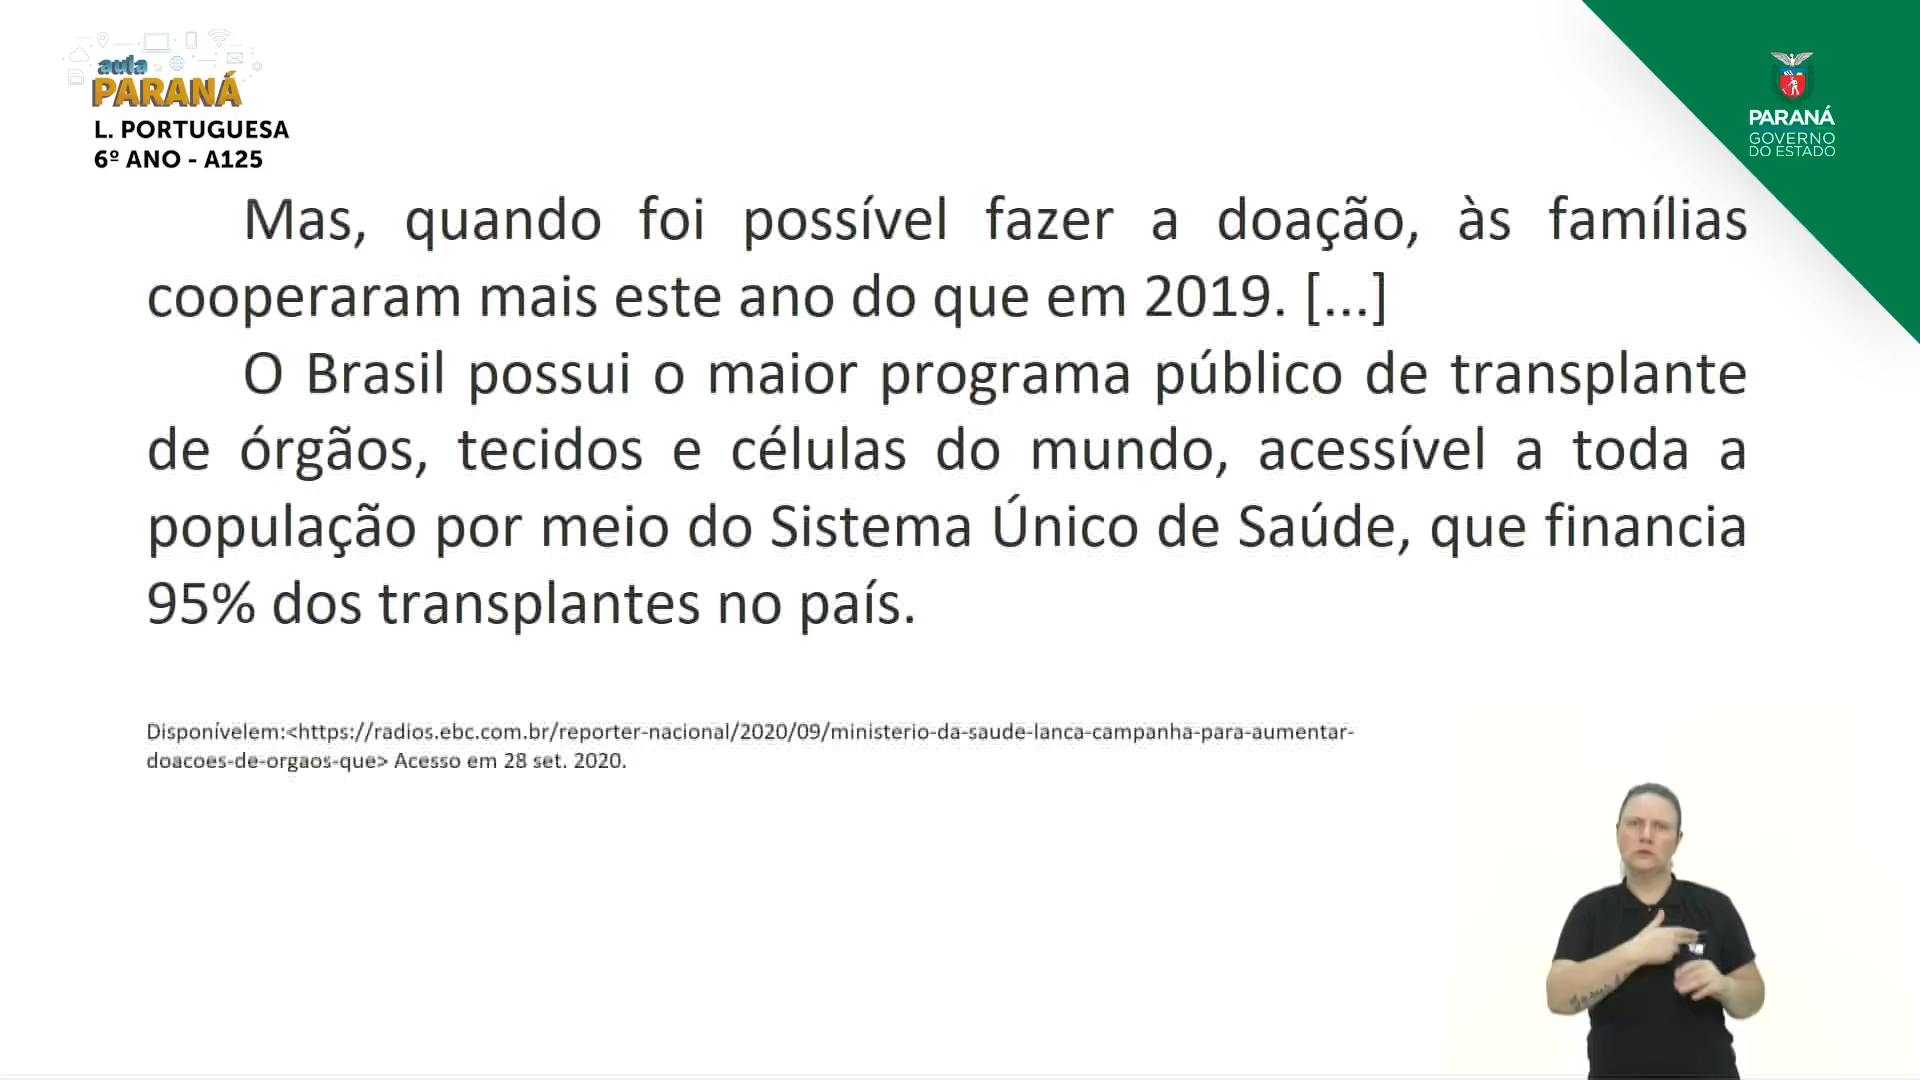 aula
PARANÁ
L. PORTUGUESA
6º ANO - A125
PARANÁ
GOVERNO
DO ESTADO
Mas, quando foi possível fazer a doação, às famílias
cooperaram mais este ano do que em 2019. [...]
O Brasil possui o maior programa público de transplante
de órgãos, tecidos e células do mundo, acessível a toda a
população por meio do Sistema Único de Saúde, que financia
95% dos transplantes no país.
Disponívelem:<https://radios.ebc.com.br/reporter-nacional/2020/09/ministerio-da-saude-lanca-campanha-para-aumentar-
doacoes-de-orgaos-que> Acesso em 28 set. 2020.